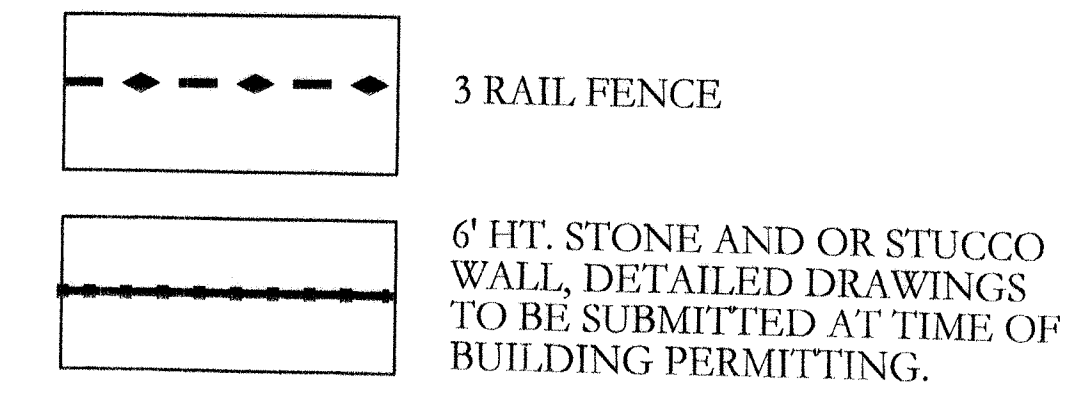 3 RAIL FENCE
6' HT. STONE AND OR STUCCO
WALL, DETAILED DRAWINGS
TO BE SUBMITTED AT TIME OF
BUILDING PERMITTING.